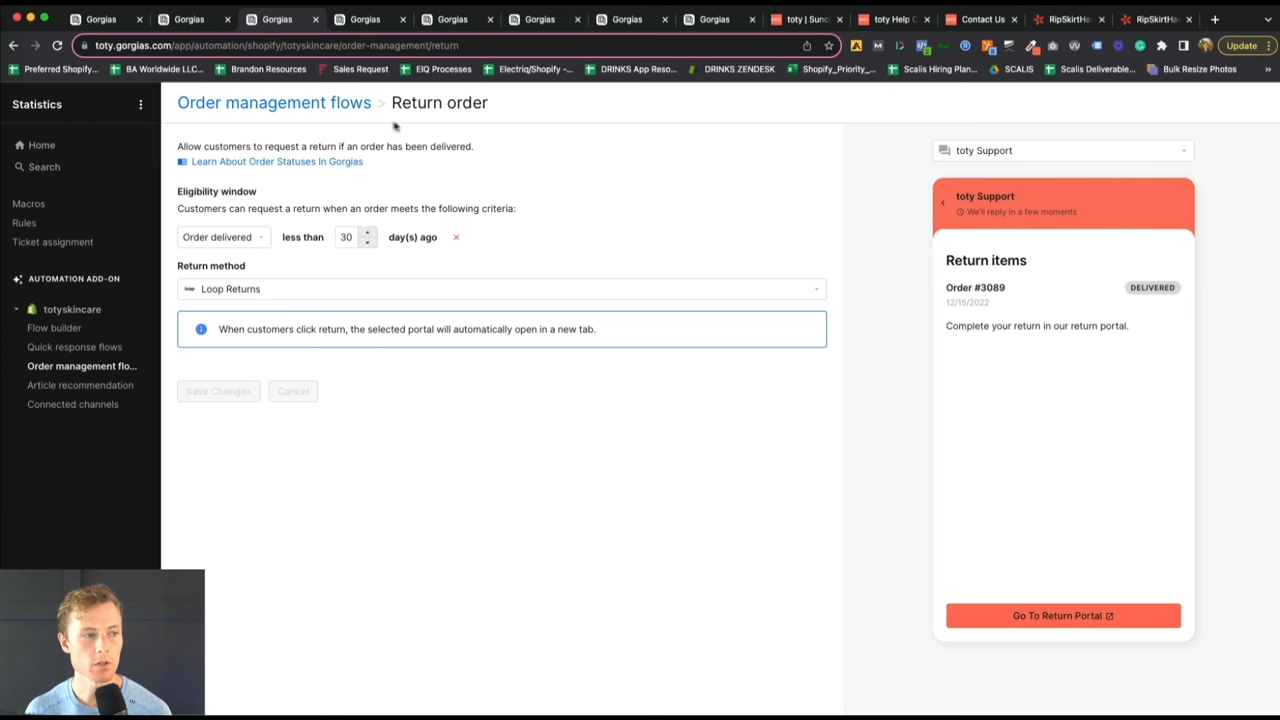 Gorgias
Gorgias
Gorgias
Gorgias
Gorgias
Gorgias
Gorgias
Gorgias
toty | Sunc
toty Help C
Contact Us
RipSkirtHa
RipSkirtHa
toty.gorgias.com/app/automation/shopify/totyskincare/order-management/return
Update
Preferred Shopify...
BA Worldwide LLC...
Brandon Resources
Sales Request
EIQ Processes
Electriq/Shopify -...
DRINKS App Reso...
DRINKS ZENDESK
Shopify_Priority_...
Scalis Hiring Plan...
SCALIS
Scalis Deliverable...
Bulk Resize Photos
Statistics
Home
Search
Macros
Rules
Ticket assignment
AUTOMATION ADD-ON
totyskincare
Flow builder
Quick response flows
Order management flo...
Article recommendation
Connected channels
Order management flows > Return order
Allow customers to request a return if an order has been delivered.
Learn About Order Statuses In Gorgias
Eligibility window
Customers can request a return when an order meets the following criteria:
Order delivered less than 30 day(s) ago
Return method
Loop Returns
When customers click return, the selected portal will automatically open in a new tab.
Save Changes Cancel
toty Support
toty Support
We'll reply in a few moments
Return items
Order #3089 DELIVERED
12/15/2022
Complete your return in our return portal.
Go To Return Portal